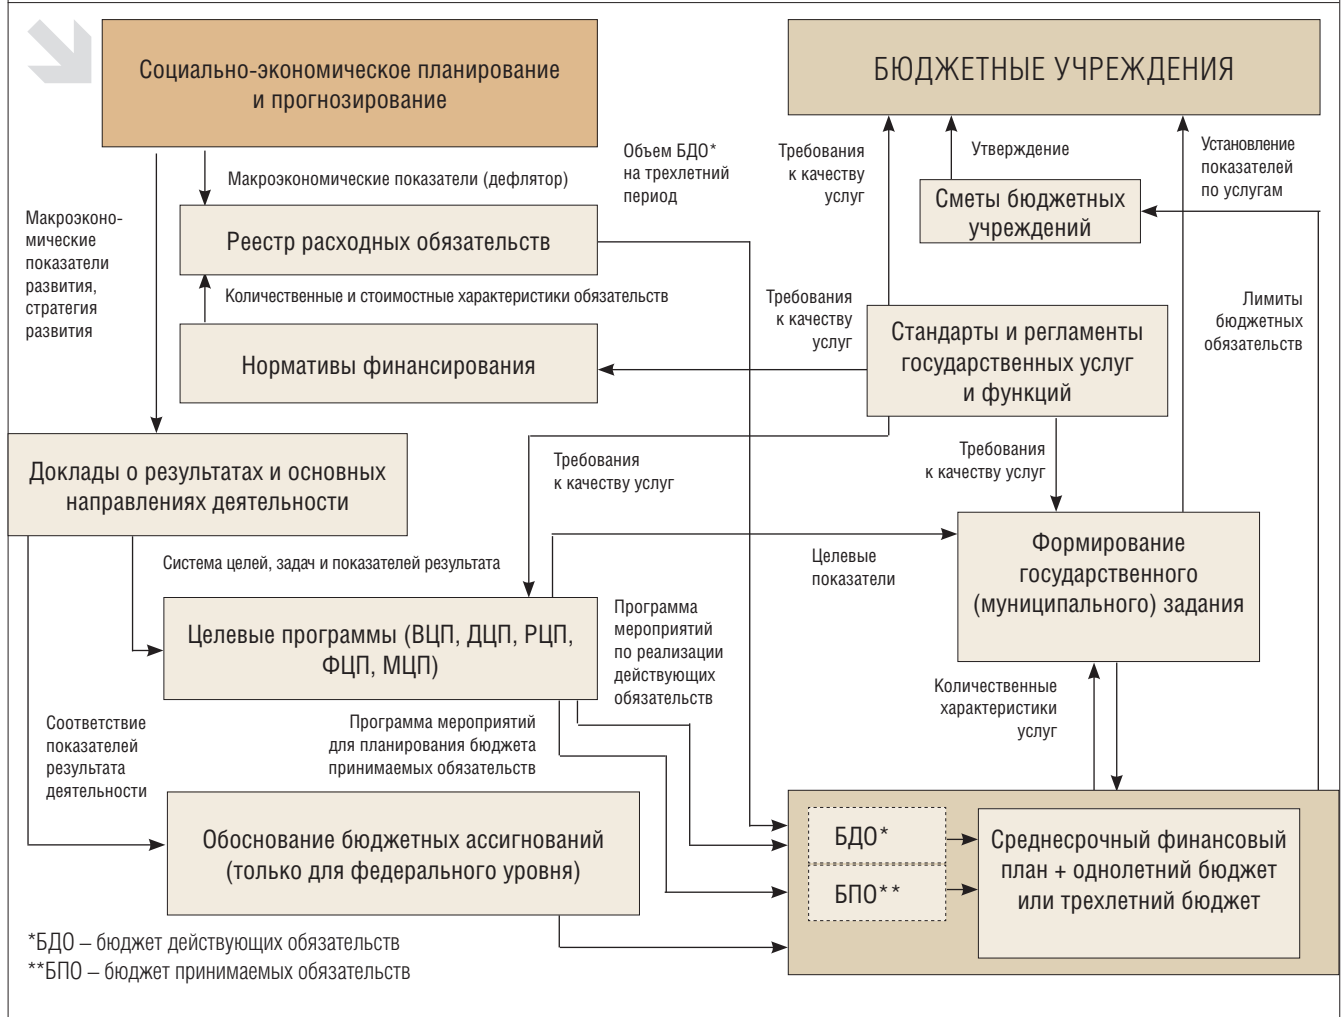 Социально-экономическое планирование
и прогнозирование
БЮДЖЕТНЫЕ УЧРЕЖДЕНИЯ
Макроэкономические показатели (дефлятор)
Объем БДО*
на трехлетний
период
Требования
к качеству
услуг
Утверждение
Установление
показателей
по услугам
Макроэконо-
мические
показатели
развития,
стратегия
развития
Реестр расходных обязательств
Сметы бюджетных
учреждений
Количественные и стоимостные характеристики обязательств
Требования
к качеству
услуг
Лимиты
бюджетных
обязательств
Нормативы финансирования
Стандарты и регламенты
государственных услуг
и функций
Доклады о результатах и основных
направлениях деятельности
Требования
к качеству услуг
Требования
к качеству услуг
Система целей, задач и показателей результата
Целевые
показатели
Формирование
государственного
(муниципального) задания
Целевые программы (ВЦП, ДЦП, РЦП,
ФЦП, МЦП)
Программа
мероприятий
по реализации
действующих
обязательств
Количественные
характеристики
услуг
Соответствие
показателей
результата
деятельности
Программа мероприятий
для планирования бюджета
принимаемых обязательств
Обоснование бюджетных ассигнований
(только для федерального уровня)
БДО*
БПО**
Среднесрочный финансовый
план + однолетний бюджет
или трехлетний бюджет
*БДО – бюджет действующих обязательств
**БПО – бюджет принимаемых обязательств